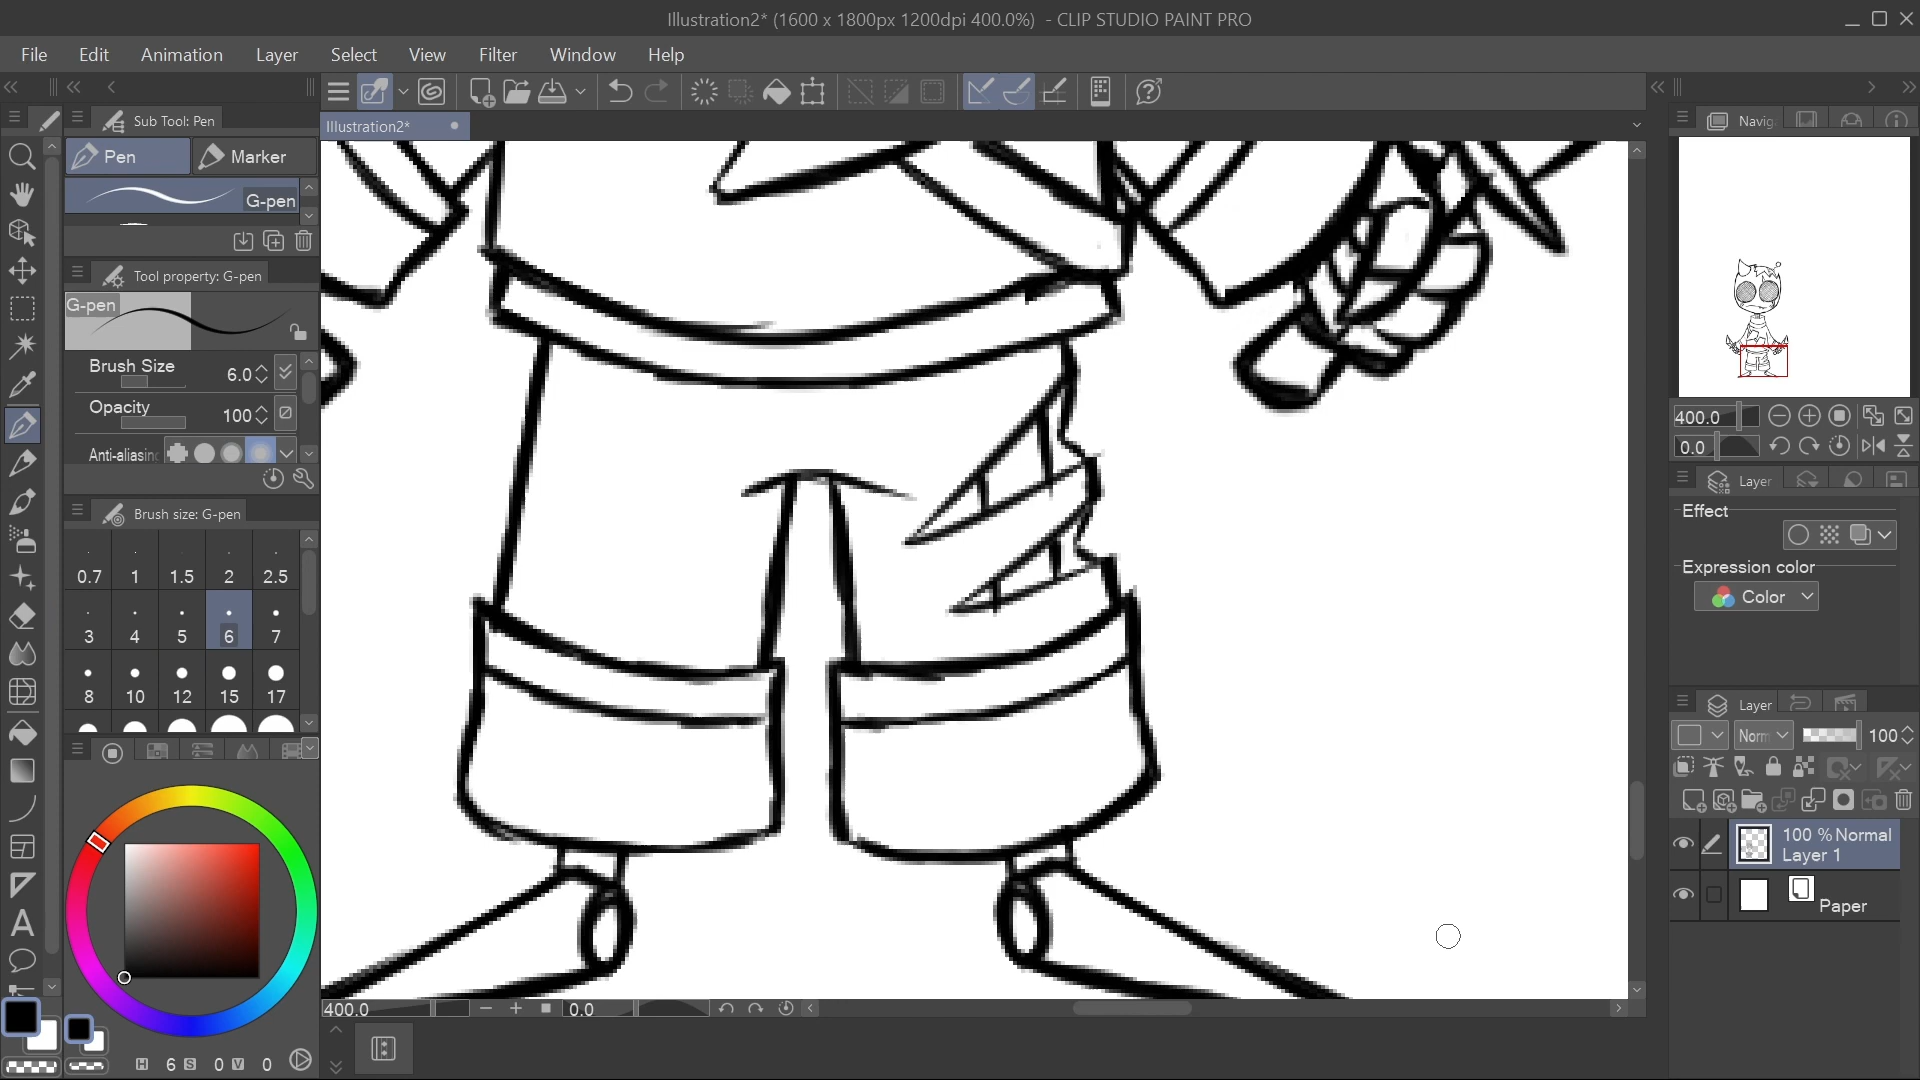 Illustration2* (1600 x 1800px 1200dpi 400.0%) - CLIP STUDIO PAINT PRO
File Edit Animation Layer Select View Filter Window Help
Sub Tool: Pen
Illustration2*
Navig
Pen Marker
G-pen
Tool property: G-pen
G-pen
Brush Size 6.0
Opacity 100
Anti-aliasing
400.0
0.0
Layer
Effect
Expression color
Color
Brush size: G-pen
0.7 1 1.5 2 2.5
3 4 5 6 7
8 10 12 15 17
Layer
Norm 100
100 % Normal
Layer 1
Paper
400.0 0.0
H 6 S 0 V 0